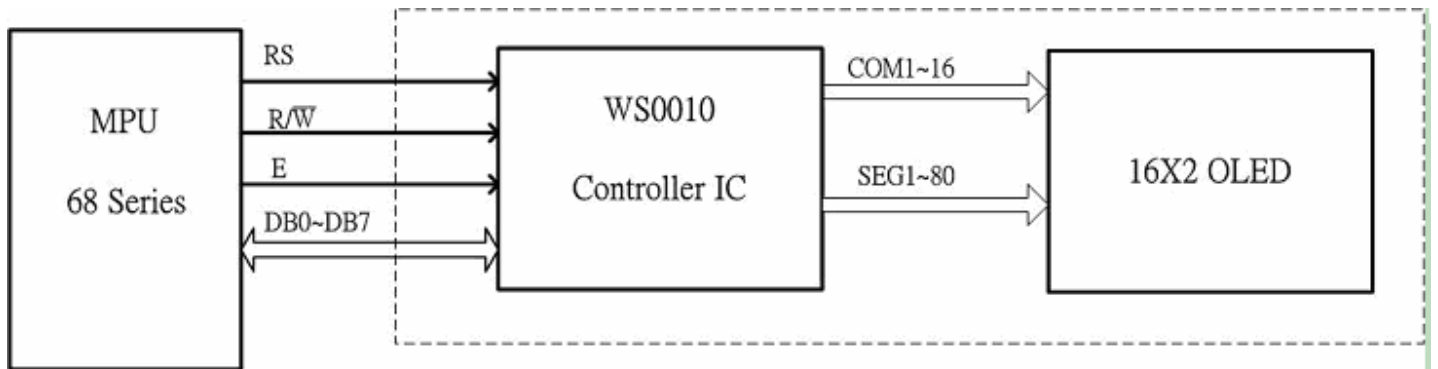 MPU
68 Series
RS
R/W̅
E
DB0~DB7
WS0010
Controller IC
COM1~16
SEG1~80
16X2 OLED